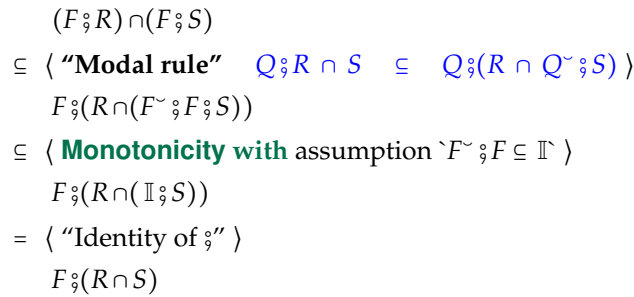 (F⨾R)∩(F⨾S)
⊆ ⟨ “Modal rule” Q⨾R ∩ S ⊆ Q⨾(R ∩ Q˘⨾S) ⟩
F⨾(R∩(F˘⨾F⨾S))
⊆ ⟨ Monotonicity with assumption `F˘⨾F ⊆ 𝕀` ⟩
F⨾(R∩(𝕀⨾S))
= ⟨ “Identity of ⨾” ⟩
F⨾(R∩S)